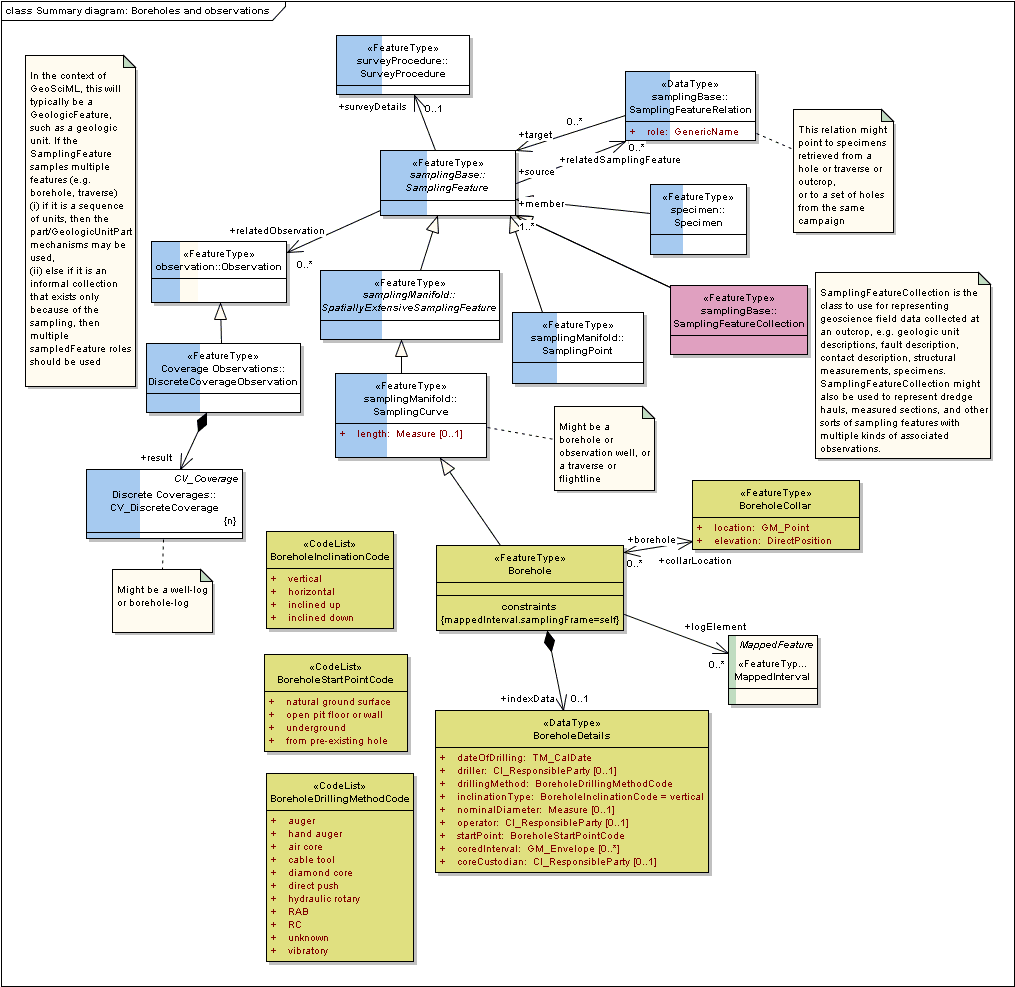 class Summary diagram: Boreholes and observations
In the context of
GeoSciML, this will
typically be a
GeologicFeature,
such as a geologic
unit. If the
SamplingFeature
samples multiple
features (e.g.
borehole, traverse)
(i) if it is a sequence
of units, then the
part/GeologicUnitPart
mechanisms may be
used,
(ii) else if it is an
informal collection
that exists only
because of the
sampling, then
multiple
sampledFeature roles
should be used
«FeatureType»
surveyProcedure::
SurveyProcedure
+surveyDetails
0..1
«DataType»
samplingBase::
SamplingFeatureRelation
+ role: GenericName
This relation might
point to specimens
retrieved from a
hole or traverse or
outcrop,
or to a set of holes
from the same
campaign
0..*
+target
0..*
+relatedSamplingFeature
+source
«FeatureType»
samplingBase::
SamplingFeature
+member
1..*
«FeatureType»
specimen::
Specimen
+relatedObservation
0..*
«FeatureType»
observation::Observation
«FeatureType»
samplingManifold::
SpatiallyExtensiveSamplingFeature
«FeatureType»
samplingManifold::
SamplingPoint
«FeatureType»
samplingBase::
SamplingFeatureCollection
SamplingFeatureCollection is the
class to use for representing
geoscience field data collected at
an outcrop, e.g. geologic unit
descriptions, fault description,
contact description, structural
measurements, specimens.
SamplingFeatureCollection might
also be used to represent dredge
hauls, measured sections, and other
sorts of sampling features with
multiple kinds of associated
observations.
«FeatureType»
Coverage Observations::
DiscreteCoverageObservation
«FeatureType»
samplingManifold::
SamplingCurve
+ length: Measure [0..1]
Might be a
borehole or
observation well, or
a traverse or
flightline
+result
CV_Coverage
Discrete Coverages::
CV_DiscreteCoverage
{n}
Might be a well-log
or borehole-log
«FeatureType»
BoreholeCollar
+ location: GM_Point
+ elevation: DirectPosition
+borehole
0..*
+collarLocation
«CodeList»
BoreholeInclinationCode
+ vertical
+ horizontal
+ inclined up
+ inclined down
«FeatureType»
Borehole
constraints
{mappedInterval.samplingFrame=self}
+logElement
0..*
MappedFeature
«FeatureTyp...
MappedInterval
«CodeList»
BoreholeStartPointCode
+ natural ground surface
+ open pit floor or wall
+ underground
+ from pre-existing hole
+indexData
0..1
«DataType»
BoreholeDetails
+ dateOfDrilling: TM_CalDate
+ driller: CI_ResponsibleParty [0..1]
+ drillingMethod: BoreholeDrillingMethodCode
+ inclinationType: BoreholeInclinationCode = vertical
+ nominalDiameter: Measure [0..1]
+ operator: CI_ResponsibleParty [0..1]
+ startPoint: BoreholeStartPointCode
+ coredInterval: GM_Envelope [0..*]
+ coreCustodian: CI_ResponsibleParty [0..1]
«CodeList»
BoreholeDrillingMethodCode
+ auger
+ hand auger
+ air core
+ cable tool
+ diamond core
+ direct push
+ hydraulic rotary
+ RAB
+ RC
+ unknown
+ vibratory